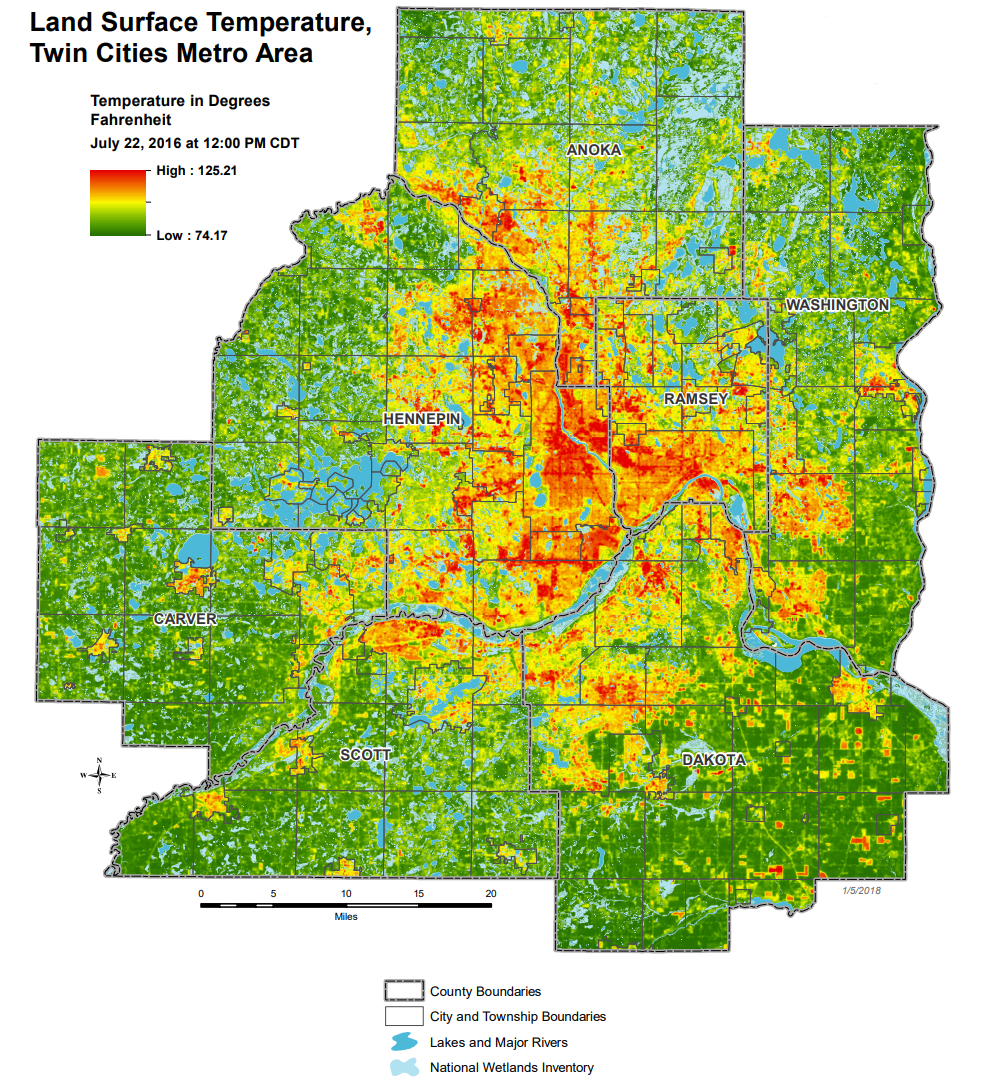 Land Surface Temperature,
Twin Cities Metro Area
Temperature in Degrees
Fahrenheit
July 22, 2016 at 12:00 PM CDT
High : 125.21
Low : 74.17
ANOKA
WASHINGTON
RAMSEY
HENNEPIN
CARVER
SCOTT
DAKOTA
N
W E
S
0 5 10 15 20
Miles
1/5/2018
County Boundaries
City and Township Boundaries
Lakes and Major Rivers
National Wetlands Inventory